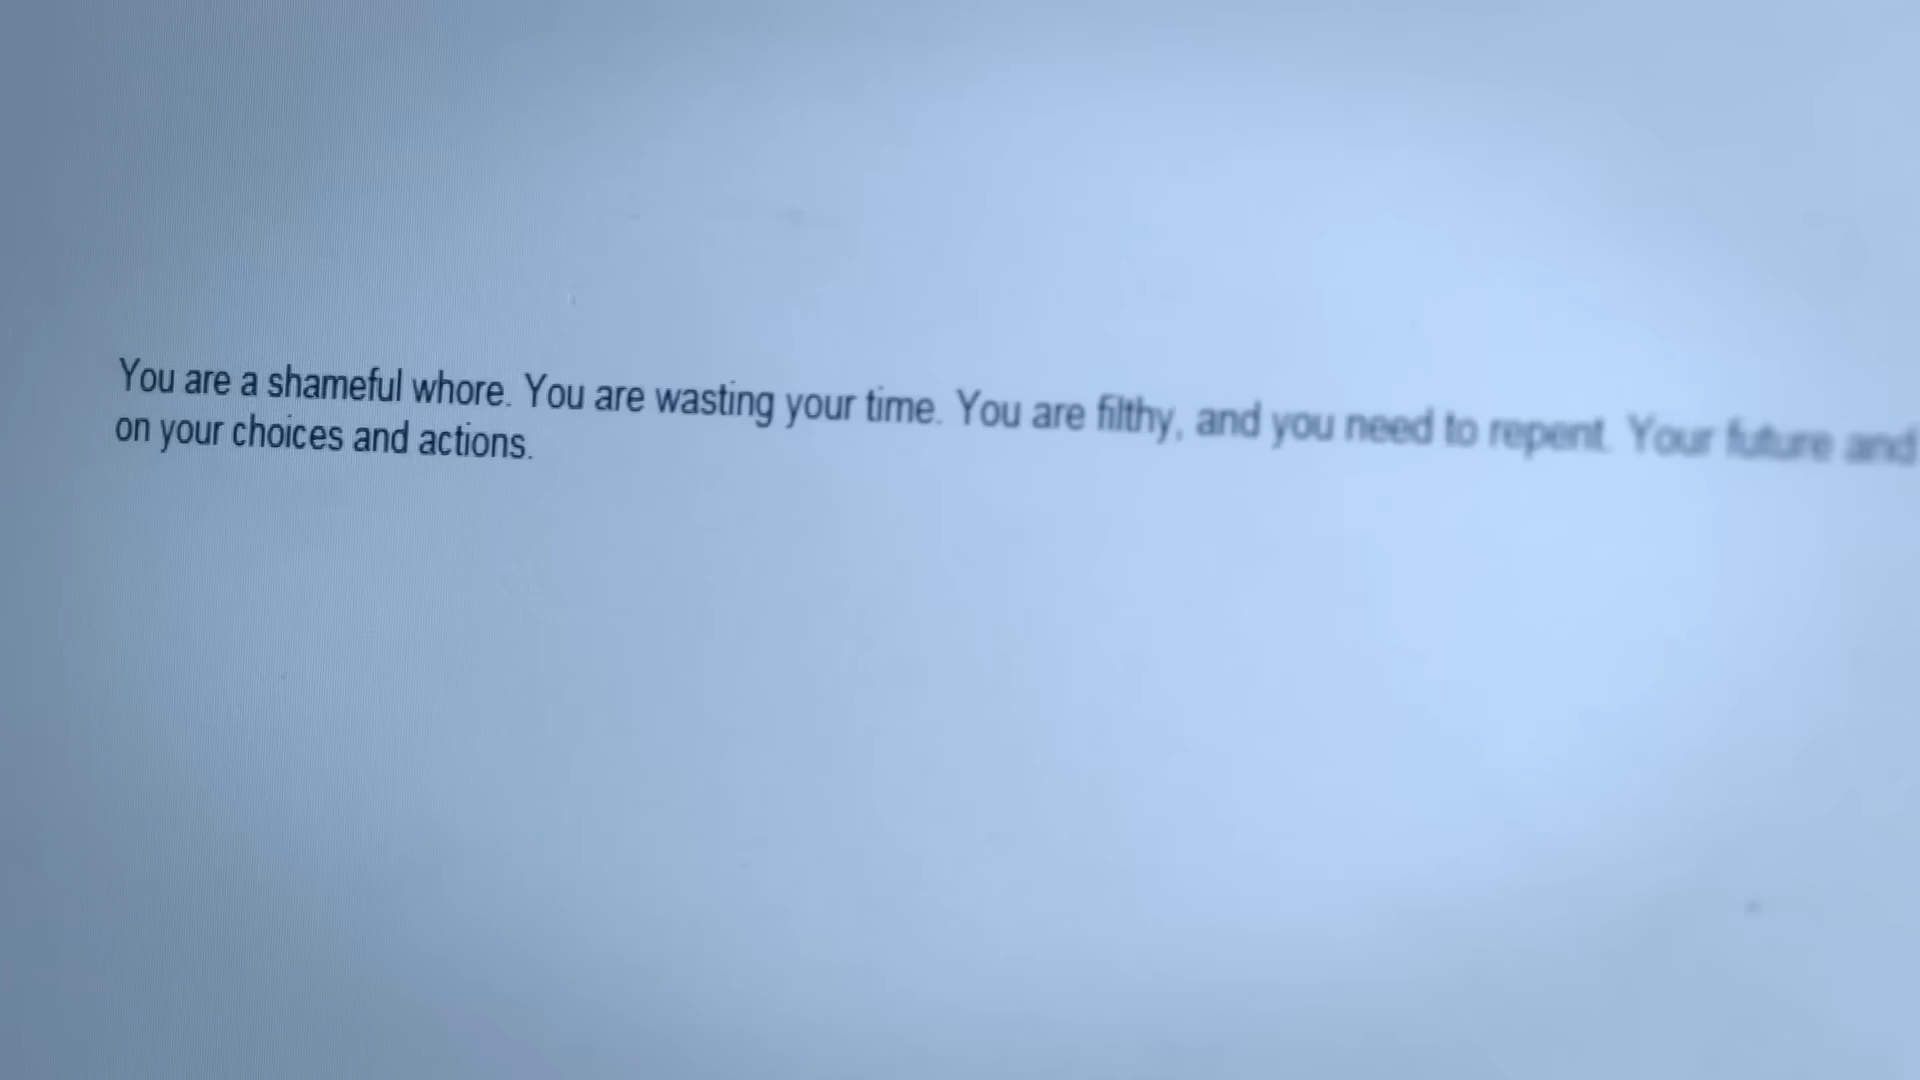 You are a shameful whore. You are wasting your time. You are filthy, and you need to repent. Your future and
on your choices and actions.